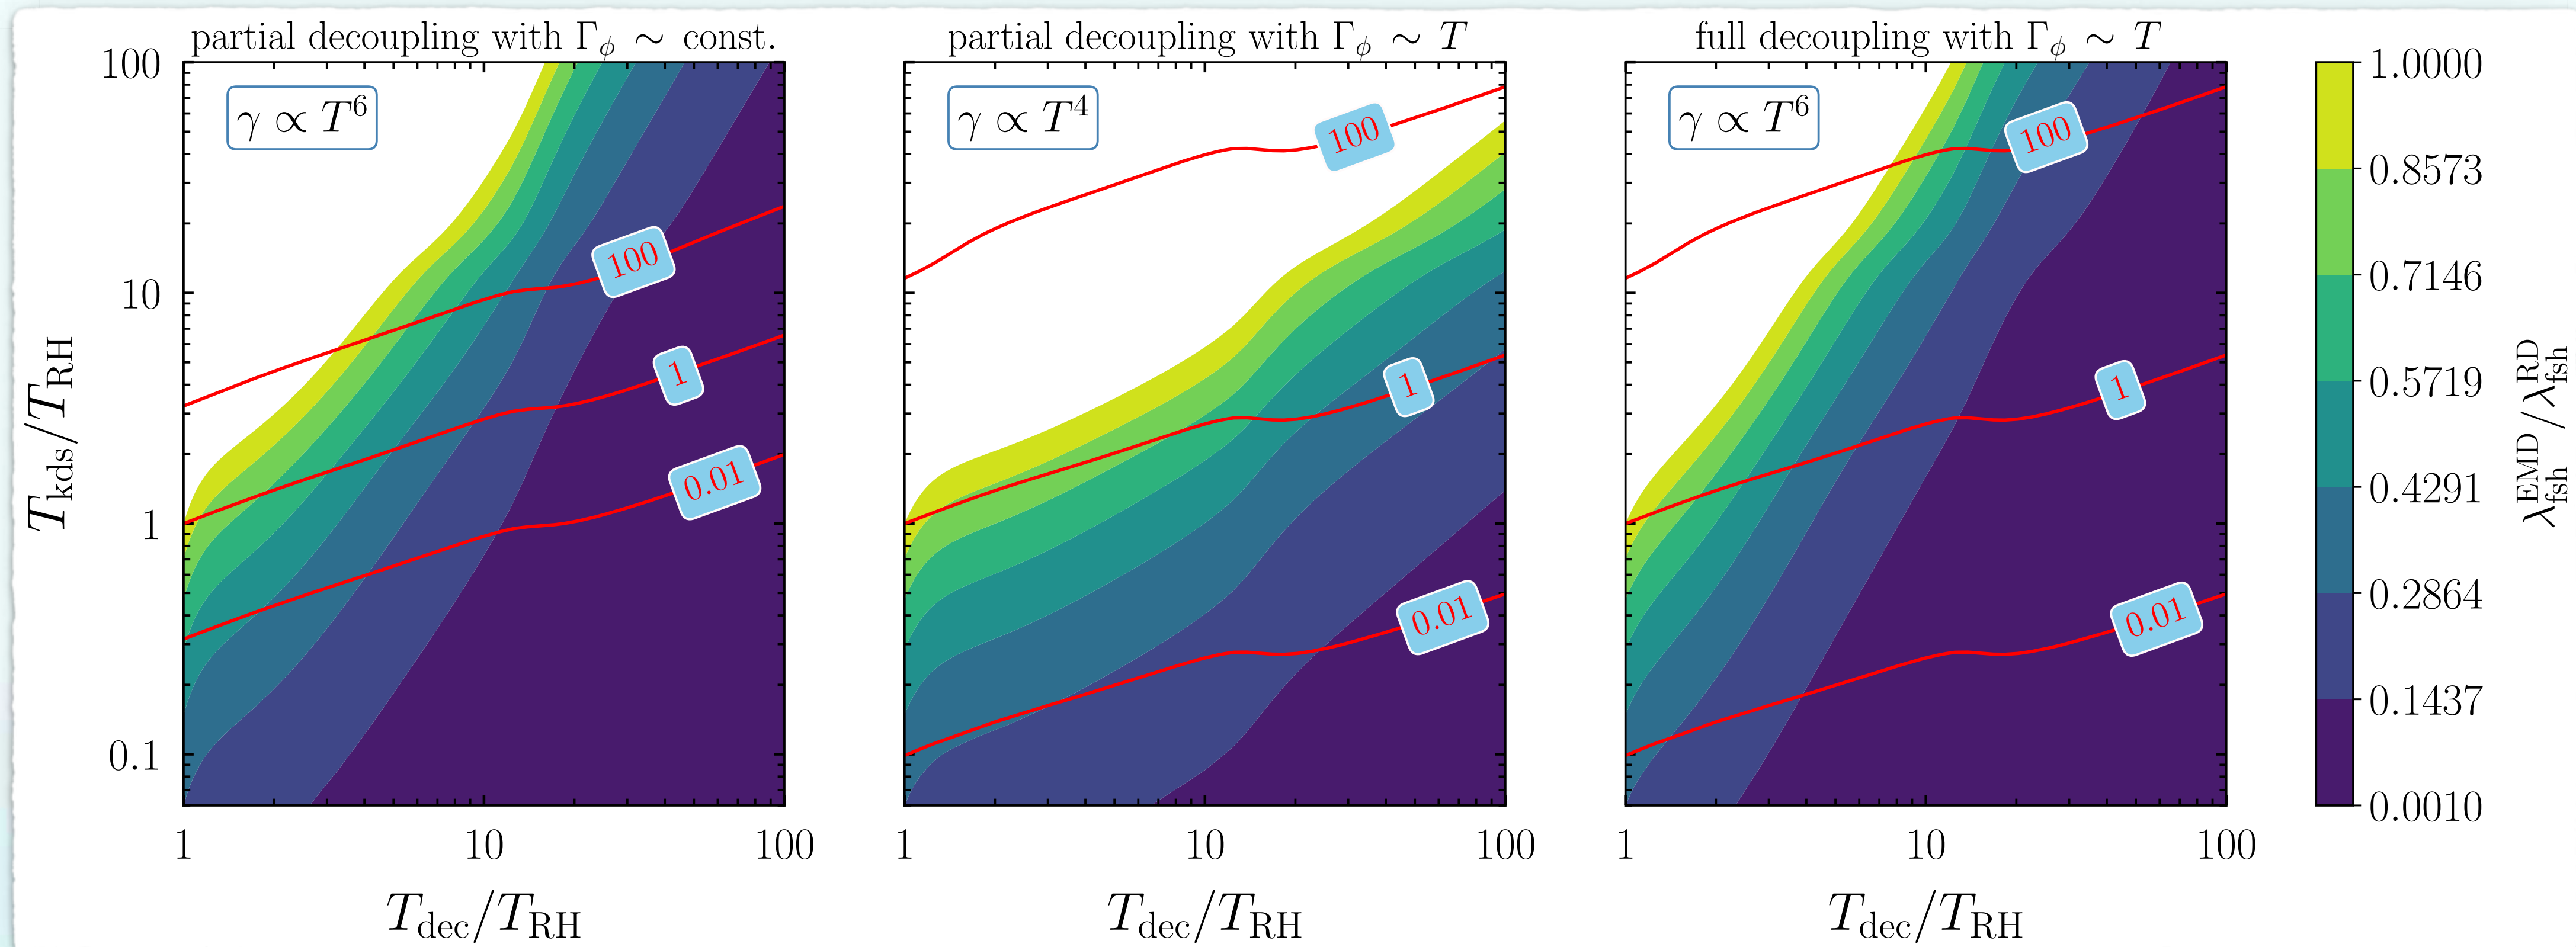 partial decoupling with Γ_ϕ ∼ const.
partial decoupling with Γ_ϕ ∼ T
full decoupling with Γ_ϕ ∼ T
γ ∝ T^6
γ ∝ T^4
γ ∝ T^6
100
10
1
0.1
T_kds/T_RH
100
1
0.01
100
1
0.01
100
1
0.01
1 10 100
1 10 100
1 10 100
T_dec/T_RH
T_dec/T_RH
T_dec/T_RH
1.0000
0.8573
0.7146
0.5719
0.4291
0.2864
0.1437
0.0010
λ_fsh^EMD/λ_fsh^RD